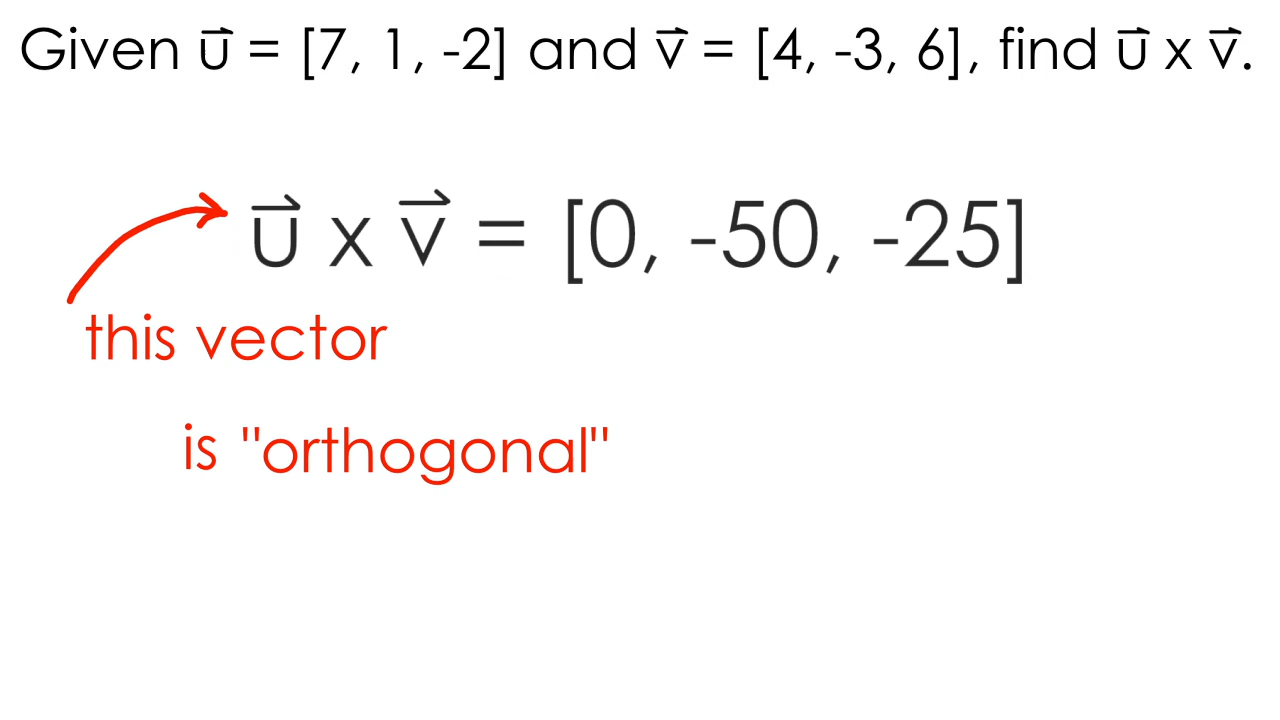 Given u⃗ = [7, 1, -2] and v⃗ = [4, -3, 6], find u⃗ x v⃗.
u⃗ x v⃗ = [0, -50, -25]
this vector
is "orthogonal"